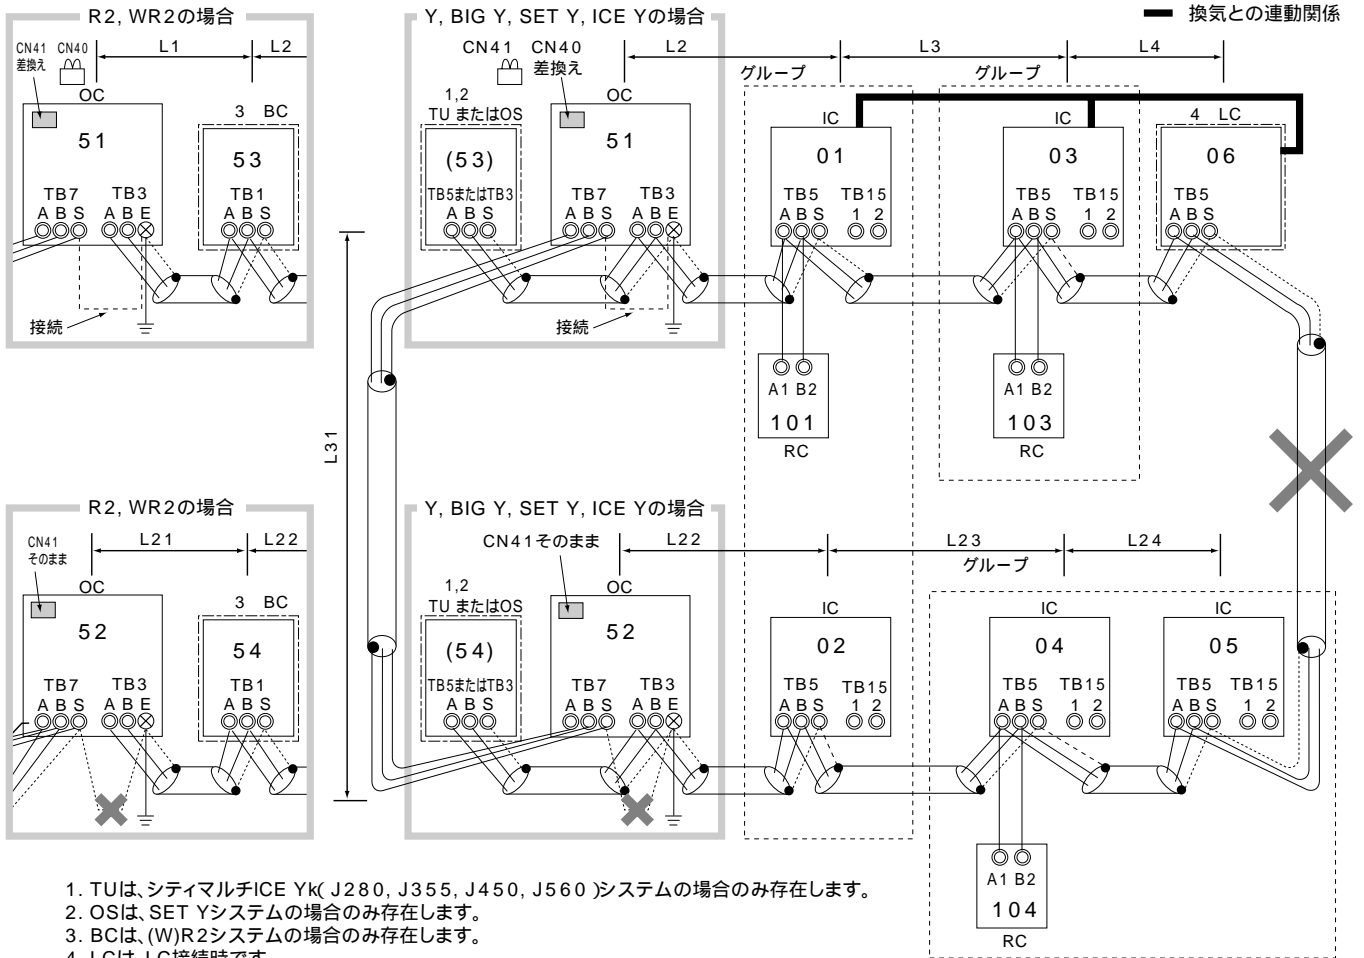 R2, WR2の場合
Y, BIG Y, SET Y, ICE Yの場合
換気との連動関係
CN41
差換え
CN40
L1
L2
CN41
CN40
差換え
L2
L3
L4
グループ
グループ
OC
51
TB7
A B S
TB3
A B E
3 BC
53
TB1
A B S
接続
1,2
TU またはOS
(53)
TB5またはTB3
A B S
OC
51
TB7
A B S
TB3
A B E
接続
IC
01
TB5
A B S
TB15
1 2
IC
03
TB5
A B S
TB15
1 2
4 LC
06
TB5
A B S
A1 B2
101
RC
A1 B2
103
RC
L31
R2, WR2の場合
Y, BIG Y, SET Y, ICE Yの場合
CN41
そのまま
L21
L22
CN41そのまま
L22
L23
L24
グループ
OC
52
TB7
A B S
TB3
A B E
3 BC
54
TB1
A B S
1,2
TU またはOS
(54)
TB5またはTB3
A B S
OC
52
TB7
A B S
TB3
A B E
IC
02
TB5
A B S
TB15
1 2
IC
04
TB5
A B S
TB15
1 2
IC
05
TB5
A B S
TB15
1 2
A1 B2
104
RC
1. TUは、シティマルチICE Yk( J280, J355, J450, J560 )システムの場合のみ存在します。
2. OSは、SET Yシステムの場合のみ存在します。
3. BCは、(W)R2システムの場合のみ存在します。
4. LCは、LC接続時です。